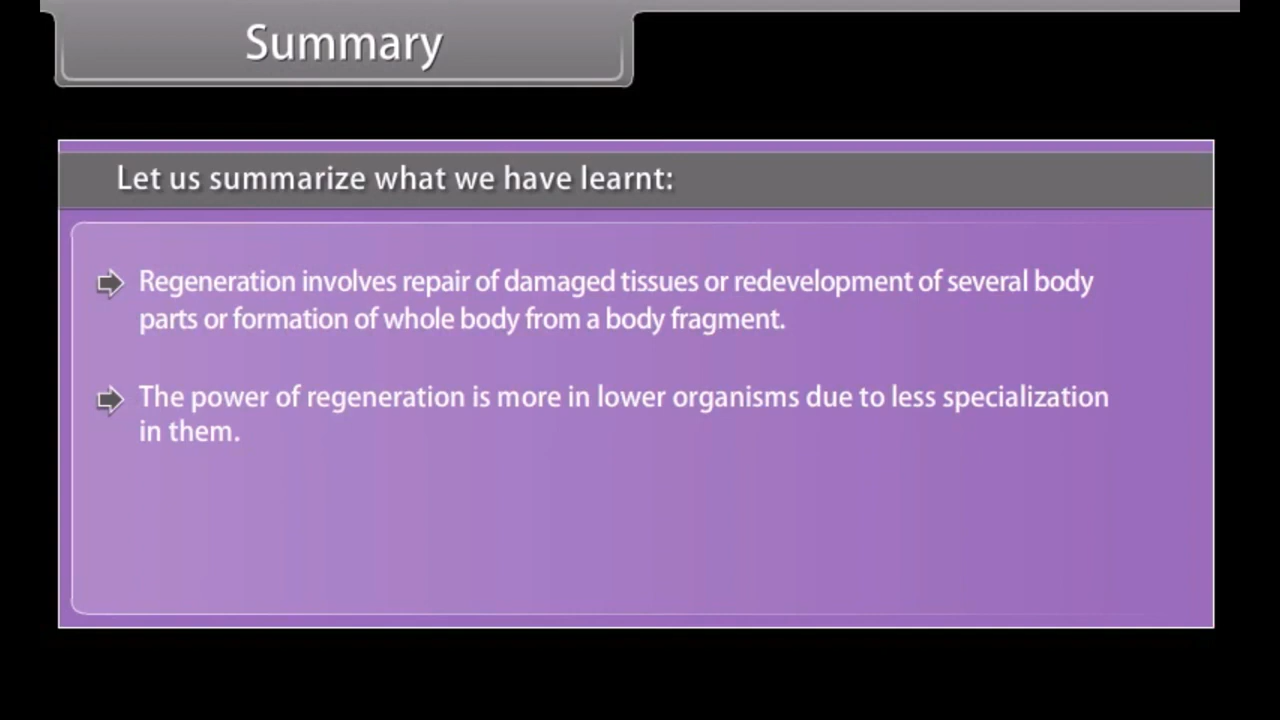 Summary
Let us summarize what we have learnt:
Regeneration involves repair of damaged tissues or redevelopment of several body
parts or formation of whole body from a body fragment.
The power of regeneration is more in lower organisms due to less specialization
in them.